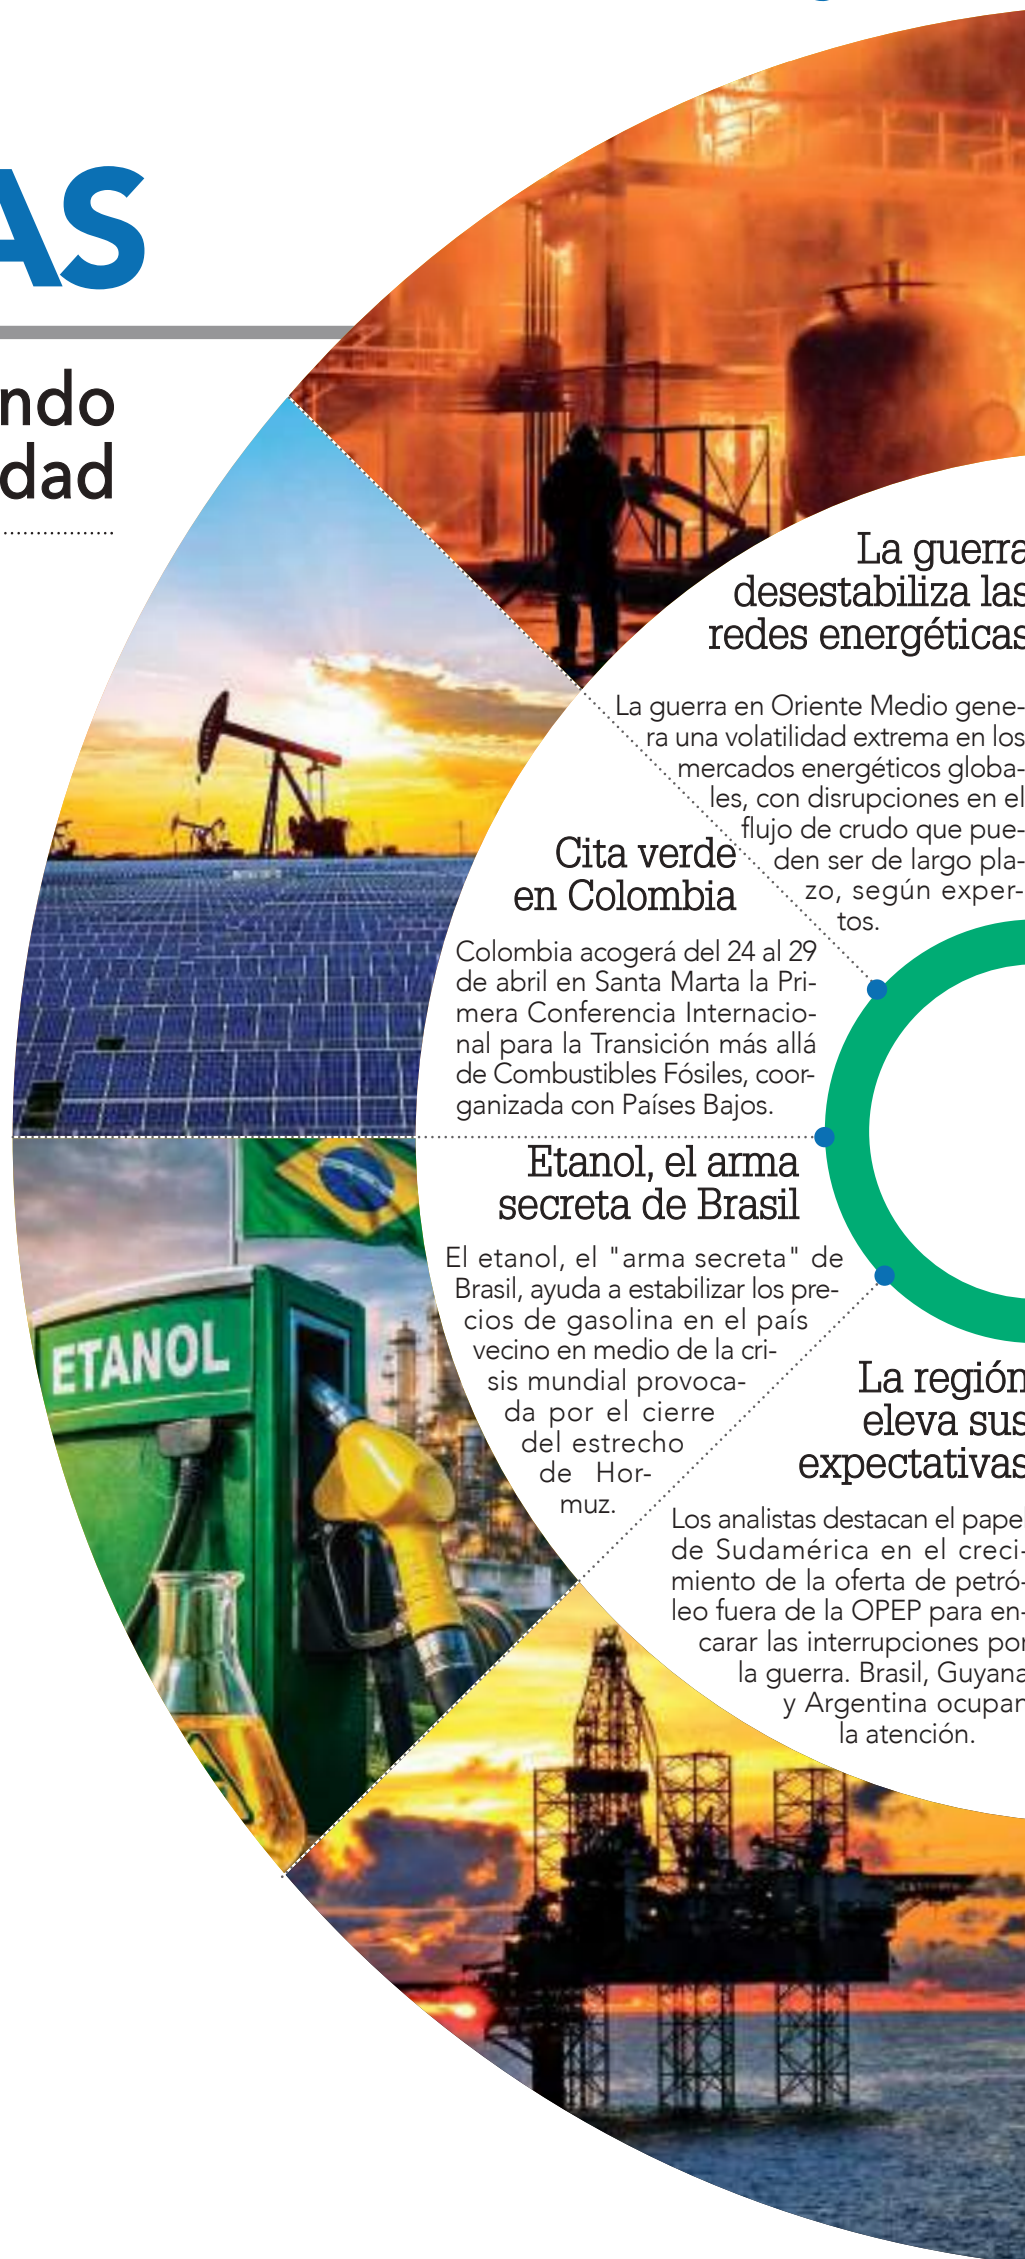 AS
ndo
dad
La guerra
desestabiliza las
redes energéticas
La guerra en Oriente Medio gene-
ra una volatilidad extrema en los
mercados energéticos globa-
les, con disrupciones en el
flujo de crudo que pue-
den ser de largo pla-
zo, según exper-
tos.
Cita verde
en Colombia
Colombia acogerá del 24 al 29
de abril en Santa Marta la Pri-
mera Conferencia Internacio-
nal para la Transición más allá
de Combustibles Fósiles, coor-
ganizada con Países Bajos.
Etanol, el arma
secreta de Brasil
El etanol, el "arma secreta" de
Brasil, ayuda a estabilizar los pre-
cios de gasolina en el país
vecino en medio de la cri-
sis mundial provoca-
da por el cierre
del estrecho
de Hor-
muz.
ETANOL
La región
eleva sus
expectativas
Los analistas destacan el papel
de Sudamérica en el creci-
miento de la oferta de petró-
leo fuera de la OPEP para en-
carar las interrupciones por
la guerra. Brasil, Guyana
y Argentina ocupan
la atención.